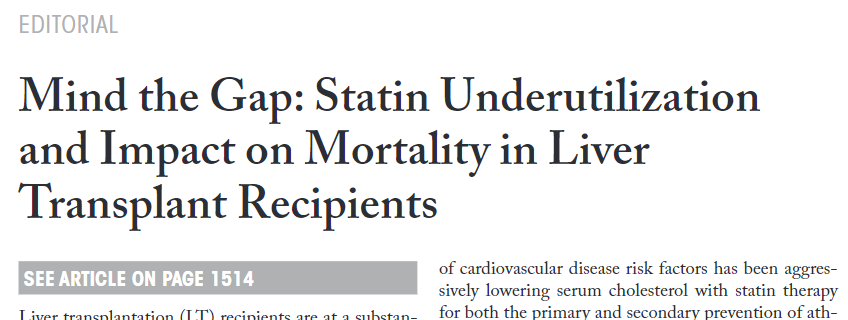 EDITORIAL
Mind the Gap: Statin Underutilization
and Impact on Mortality in Liver
Transplant Recipients
SEE ARTICLE ON PAGE 1514
Liver transplantation (LT) recipients are at a substan-
of cardiovascular disease risk factors has been aggres-
sively lowering serum cholesterol with statin therapy
for both the primary and secondary prevention of ath-